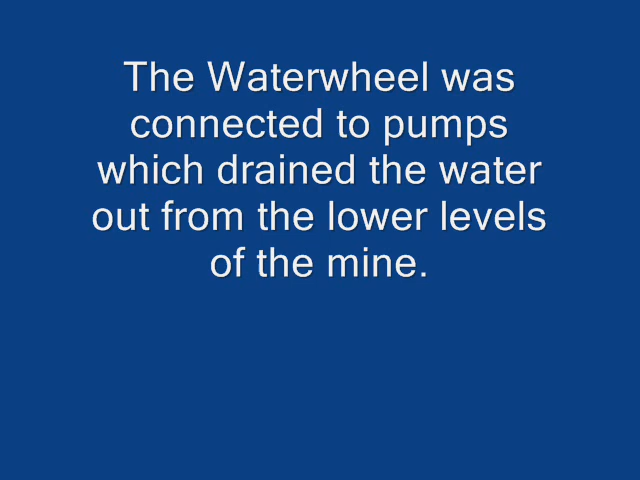 The Waterwheel was
connected to pumps
which drained the water
out from the lower levels
of the mine.